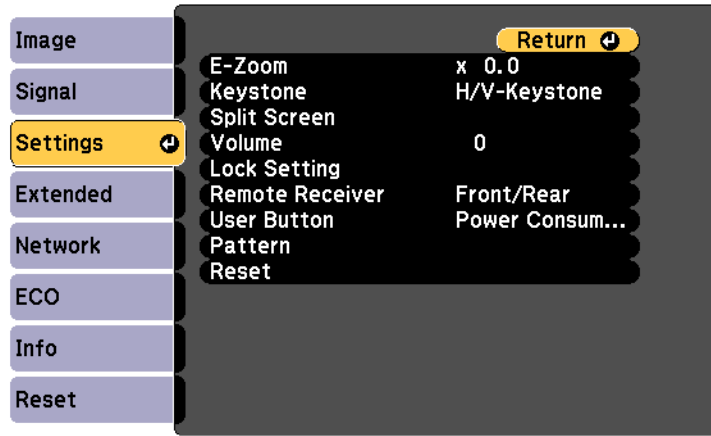 Image
Signal
Settings
Extended
Network
ECO
Info
Reset
Return
E-Zoom x 0.0
Keystone H/V-Keystone
Split Screen
Volume 0
Lock Setting
Remote Receiver Front/Rear
User Button Power Consum...
Pattern
Reset